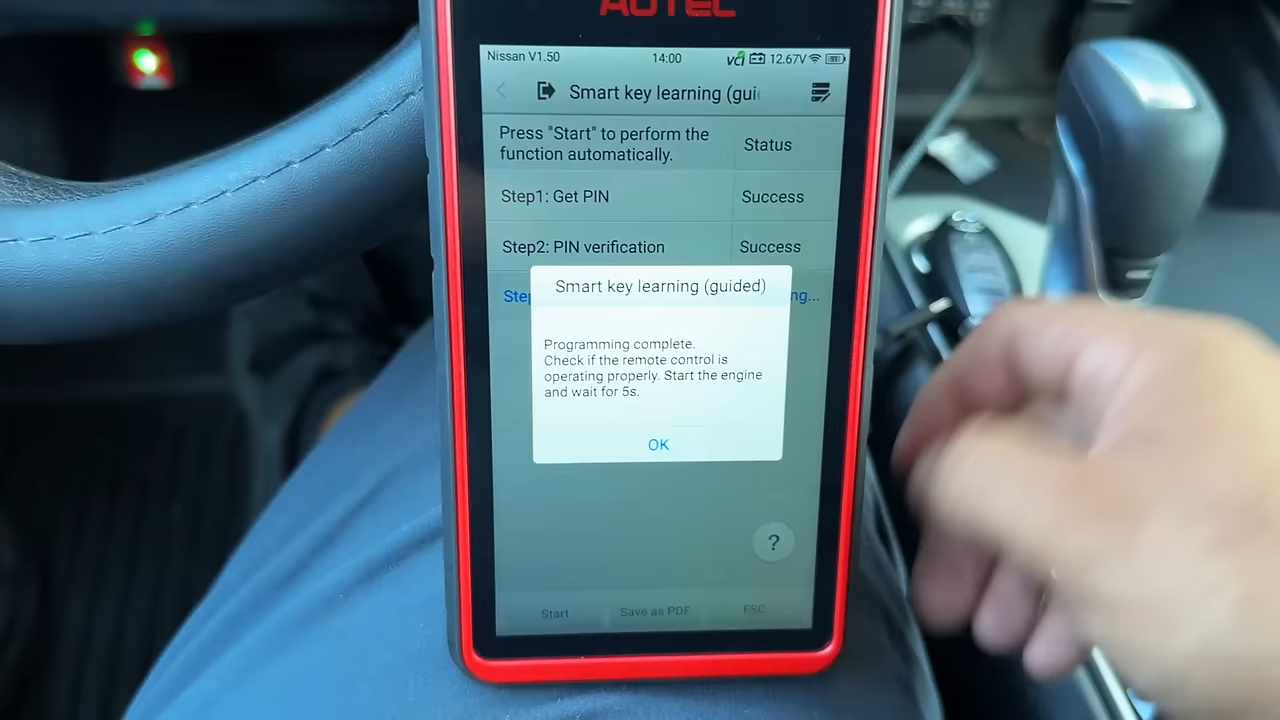 AUTEL
Nissan V1.50 14:00 vci 12.67V
Smart key learning (gui
Press "Start" to perform the
function automatically.
Status
Step1: Get PIN Success
Step2: PIN verification Success
Step ng...
Smart key learning (guided)
Programming complete.
Check if the remote control is
operating properly. Start the engine
and wait for 5s.
OK
?
Start Save as PDF ESC